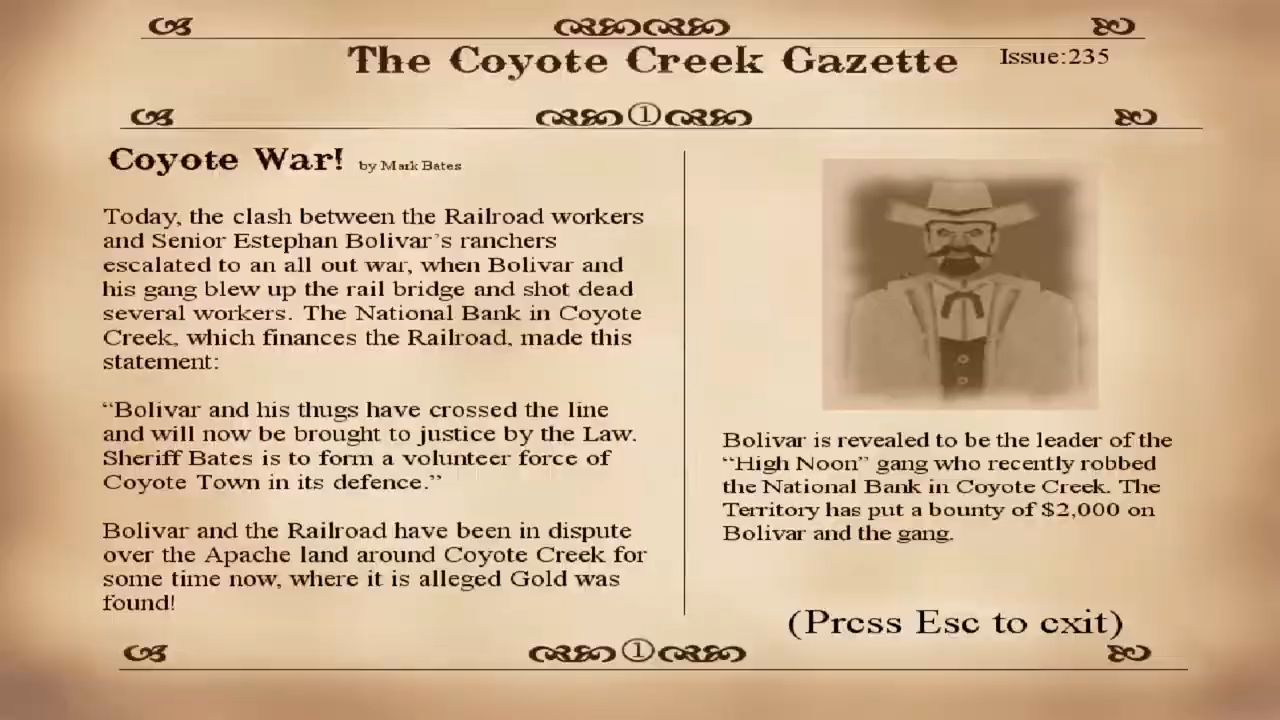 The Coyote Creek Gazette
Issue:235
1
Coyote War! by Mark Bates
Today, the clash between the Railroad workers
and Senior Estephan Bolivar's ranchers
escalated to an all out war, when Bolivar and
his gang blew up the rail bridge and shot dead
several workers. The National Bank in Coyote
Creek, which finances the Railroad, made this
statement:
“Bolivar and his thugs have crossed the line
and will now be brought to justice by the Law.
Sheriff Bates is to form a volunteer force of
Coyote Town in its defence.”
Bolivar and the Railroad have been in dispute
over the Apache land around Coyote Creek for
some time now, where it is alleged Gold was
found!
Bolivar is revealed to be the leader of the
“High Noon” gang who recently robbed
the National Bank in Coyote Creek. The
Territory has put a bounty of $2,000 on
Bolivar and the gang.
(Press Esc to exit)
1